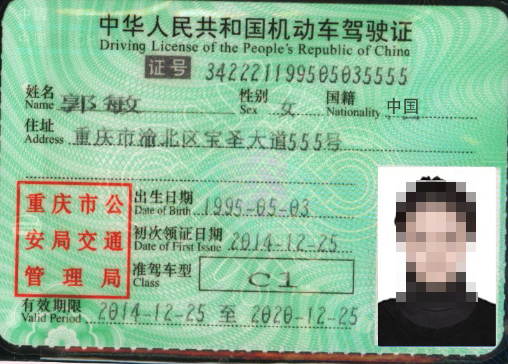 中华人民共和国机动车驾驶证
Driving License of the People's Republic of China
证号 342221199505035555
姓名 郭敏 性别 女 国籍 中国
Name Sex Nationality
住址 重庆市渝北区宝圣大道555号
Address
出生日期 1995-05-03
Date of Birth
初次领证日期 2014-12-25
Date of First Issue
准驾车型 C1
Class
有效期限 2014-12-25 至 2020-12-25
Valid Period
重庆市公
安局交通
管理局